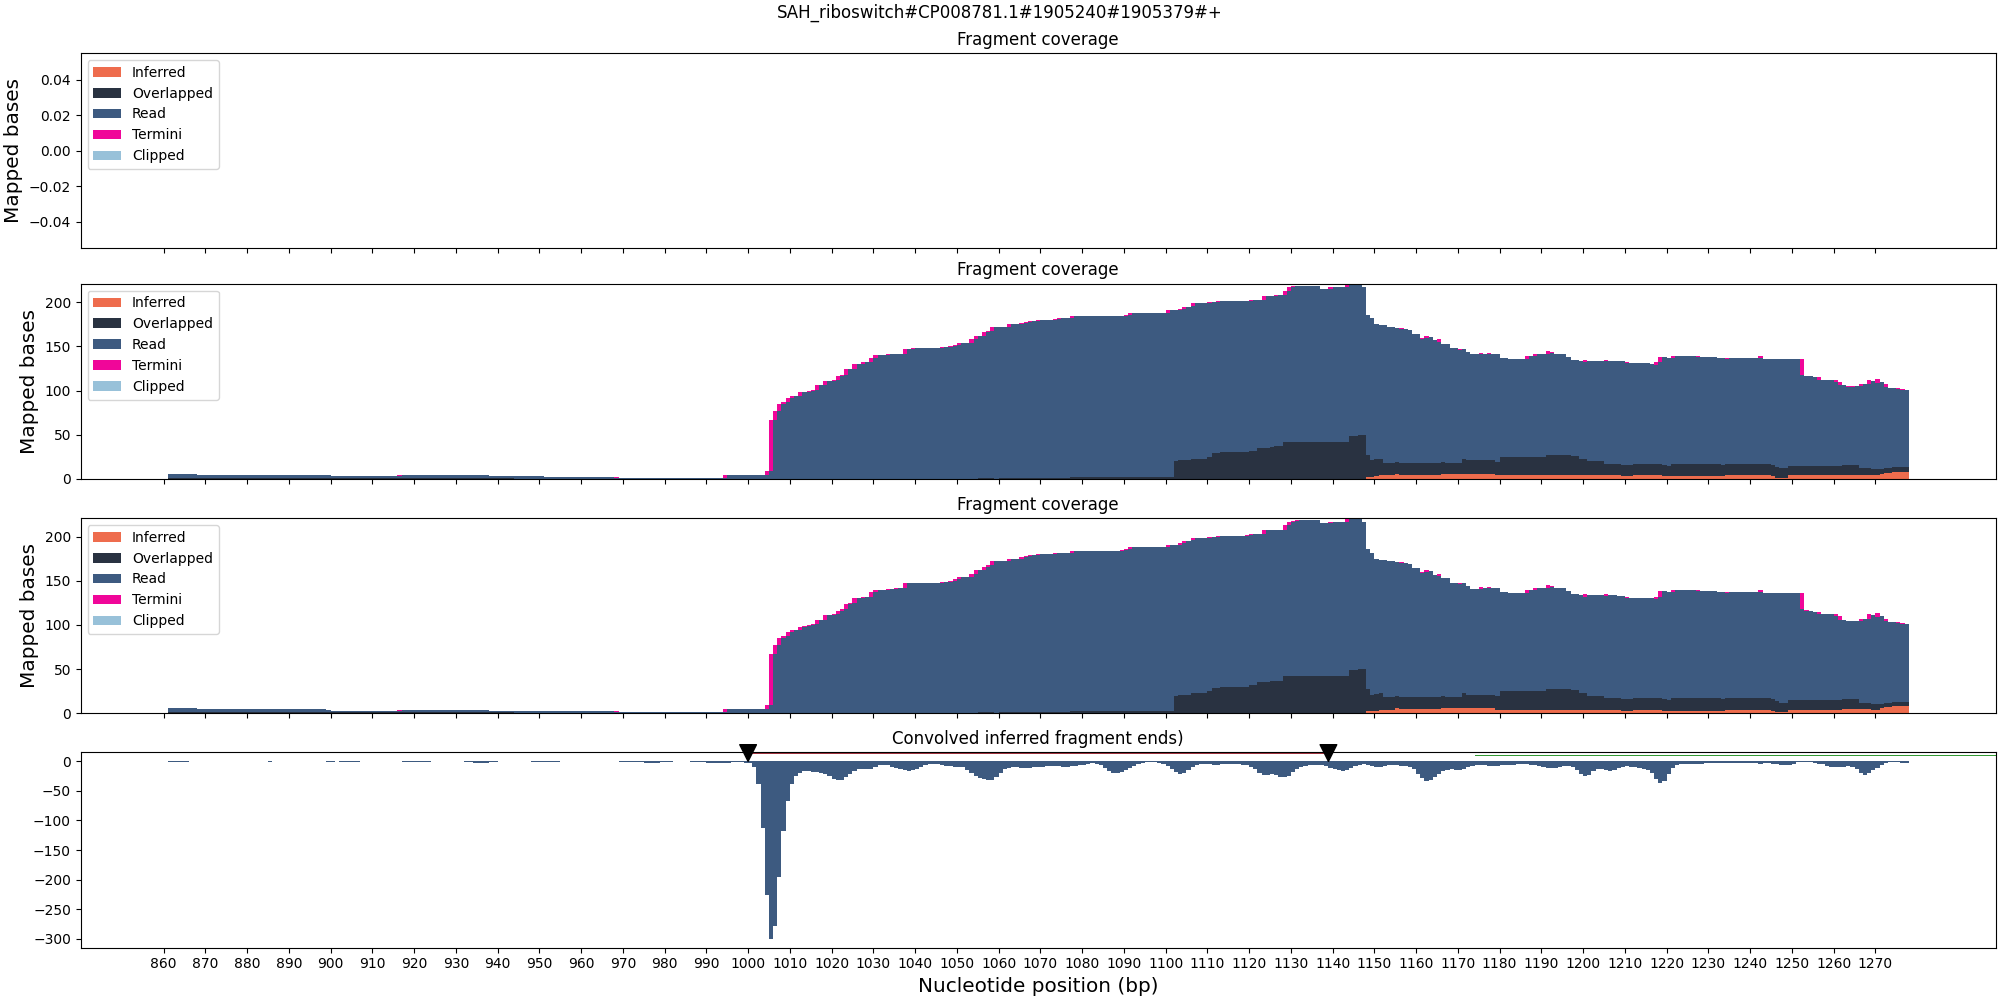 SAH_riboswitch#CP008781.1#1905240#1905379#+
Fragment coverage
Mapped bases
0.04
0.02
0.00
−0.02
−0.04
Inferred
Overlapped
Read
Termini
Clipped
Fragment coverage
Mapped bases
200
150
100
50
0
Inferred
Overlapped
Read
Termini
Clipped
Fragment coverage
Mapped bases
200
150
100
50
0
Inferred
Overlapped
Read
Termini
Clipped
Convolved inferred fragment ends)
0
−50
−100
−150
−200
−250
−300
860 870 880 890 900 910 920 930 940 950 960 970 980 990 1000 1010 1020 1030 1040 1050 1060 1070 1080 1090 1100 1110 1120 1130 1140 1150 1160 1170 1180 1190 1200 1210 1220 1230 1240 1250 1260 1270
Nucleotide position (bp)